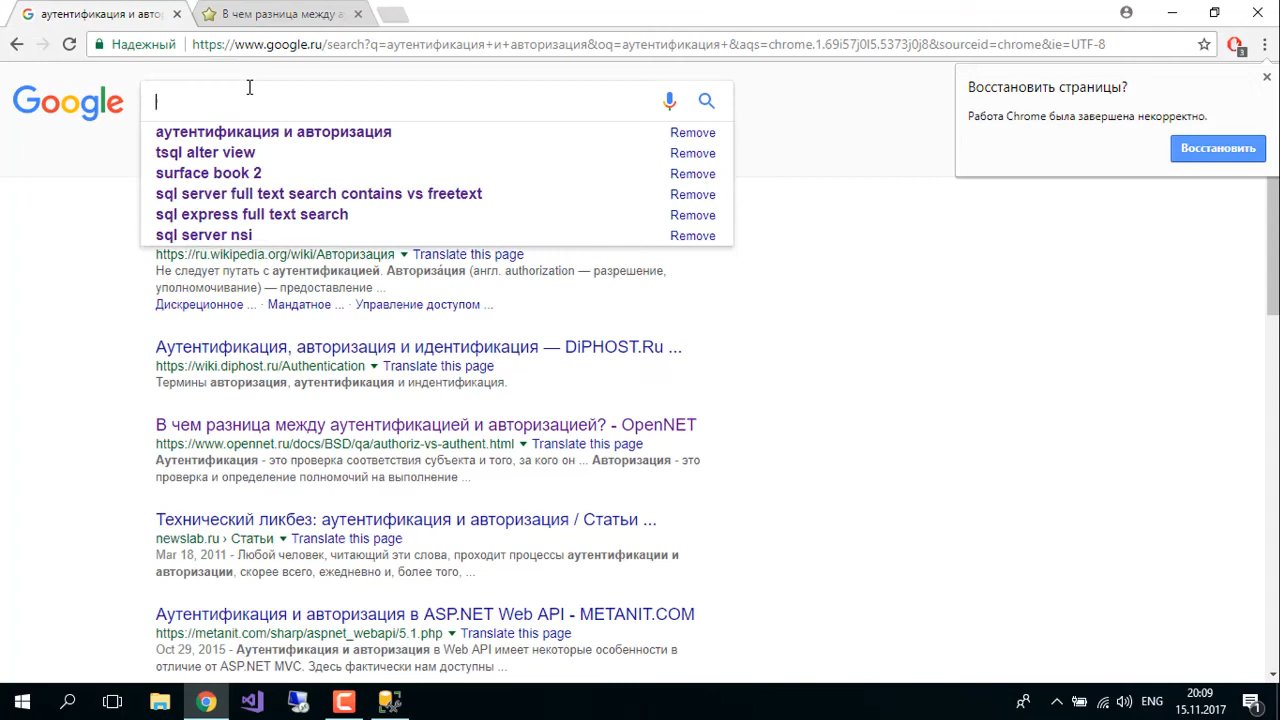 аутентификация и авто
В чем разница между а
Надежный
https://www.google.ru/search?q=аутентификация+и+авторизация&oq=аутентификация+&aqs=chrome.1.69i57j0l5.5373j0j8&sourceid=chrome&ie=UTF-8
3
Google
Восстановить страницы?
Работа Chrome была завершена некорректно.
Восстановить
аутентификация и авторизация Remove
tsql alter view Remove
surface book 2 Remove
sql server full text search contains vs freetext Remove
sql express full text search Remove
sql server nsi Remove
https://ru.wikipedia.org/wiki/Авторизация Translate this page
Не следует путать с аутентификацией. Авториза́ция (англ. authorization — разрешение,
уполномочивание) — предоставление ...
Дискреционное ... · Мандатное ... · Управление доступом ...
Аутентификация, авторизация и идентификация — DiPHOST.Ru ...
https://wiki.diphost.ru/Authentication Translate this page
Термины авторизация, аутентификация и индентификация.
В чем разница между аутентификацией и авторизацией? - OpenNET
https://www.opennet.ru/docs/BSD/qa/authoriz-vs-authent.html Translate this page
Аутентификация - это проверка соответствия субъекта и того, за кого он ... Авторизация - это
проверка и определение полномочий на выполнение ...
Технический ликбез: аутентификация и авторизация / Статьи ...
newslab.ru › Статьи Translate this page
Mar 18, 2011 - Любой человек, читающий эти слова, проходит процессы аутентификации и
авторизации, скорее всего, ежедневно и, более того, ...
Аутентификация и авторизация в ASP.NET Web API - METANIT.COM
https://metanit.com/sharp/aspnet_webapi/5.1.php Translate this page
Oct 29, 2015 - Аутентификация и авторизация в Web API имеет некоторые особенности в
отличие от ASP.NET MVC. Здесь фактически нам доступны ...
ENG
20:09
15.11.2017
1